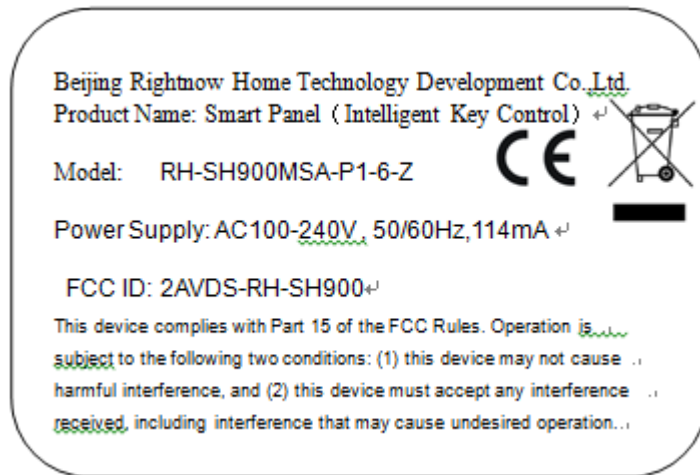 Beijing Rightnow Home Technology Development Co.,Ltd.
Product Name: Smart Panel（Intelligent Key Control）
Model: RH-SH900MSA-P1-6-Z
CE
Power Supply: AC100-240V, 50/60Hz,114mA
FCC ID: 2AVDS-RH-SH900
This device complies with Part 15 of the FCC Rules. Operation is
subject to the following two conditions: (1) this device may not cause
harmful interference, and (2) this device must accept any interference
received, including interference that may cause undesired operation.